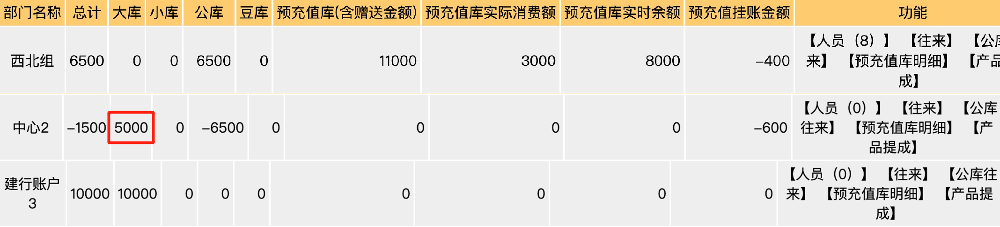 部门名称 总计 大库 小库 公库 豆库 预充值库(含赠送金额) 预充值库实际消费额 预充值库实时余额 预充值挂账金额 功能
西北组 6500 0 0 6500 0 11000 3000 8000 -400 【人员（8）】 【往来】 【公库
来】 【预充值库明细】 【产品
成】
中心2 -1500 5000 0 -6500 0 0 0 0 -600 【人员（0）】 【往来】 【公库
往来】 【预充值库明细】 【产
品提成】
建行账户
3 10000 10000 0 0 0 0 0 0 0 【人员（0）】 【往来】 【公库往
来】 【预充值库明细】 【产品提
成】